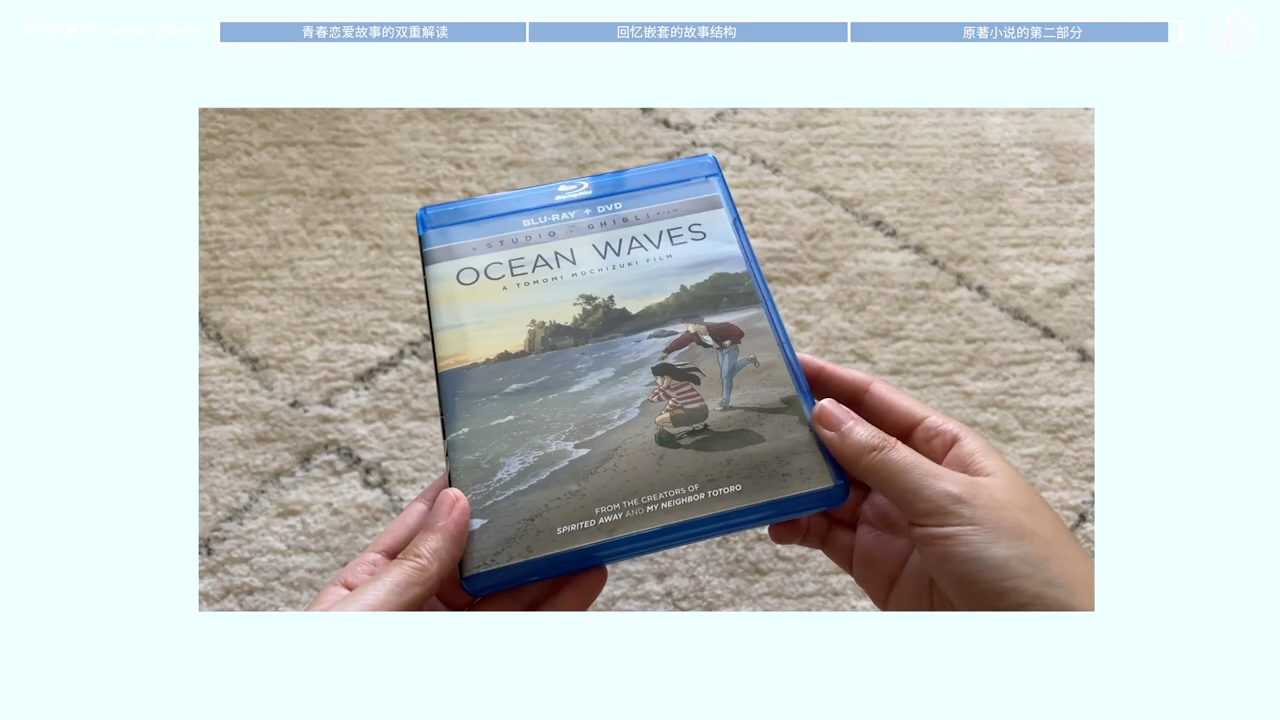 青春恋爱故事的双重解读
回忆嵌套的故事结构
原著小说的第二部分
BLU-RAY + DVD
A STUDIO GHIBLI FILM
OCEAN WAVES
A TOMOMI MOCHIZUKI FILM
FROM THE CREATORS OF
SPIRITED AWAY AND MY NEIGHBOR TOTORO